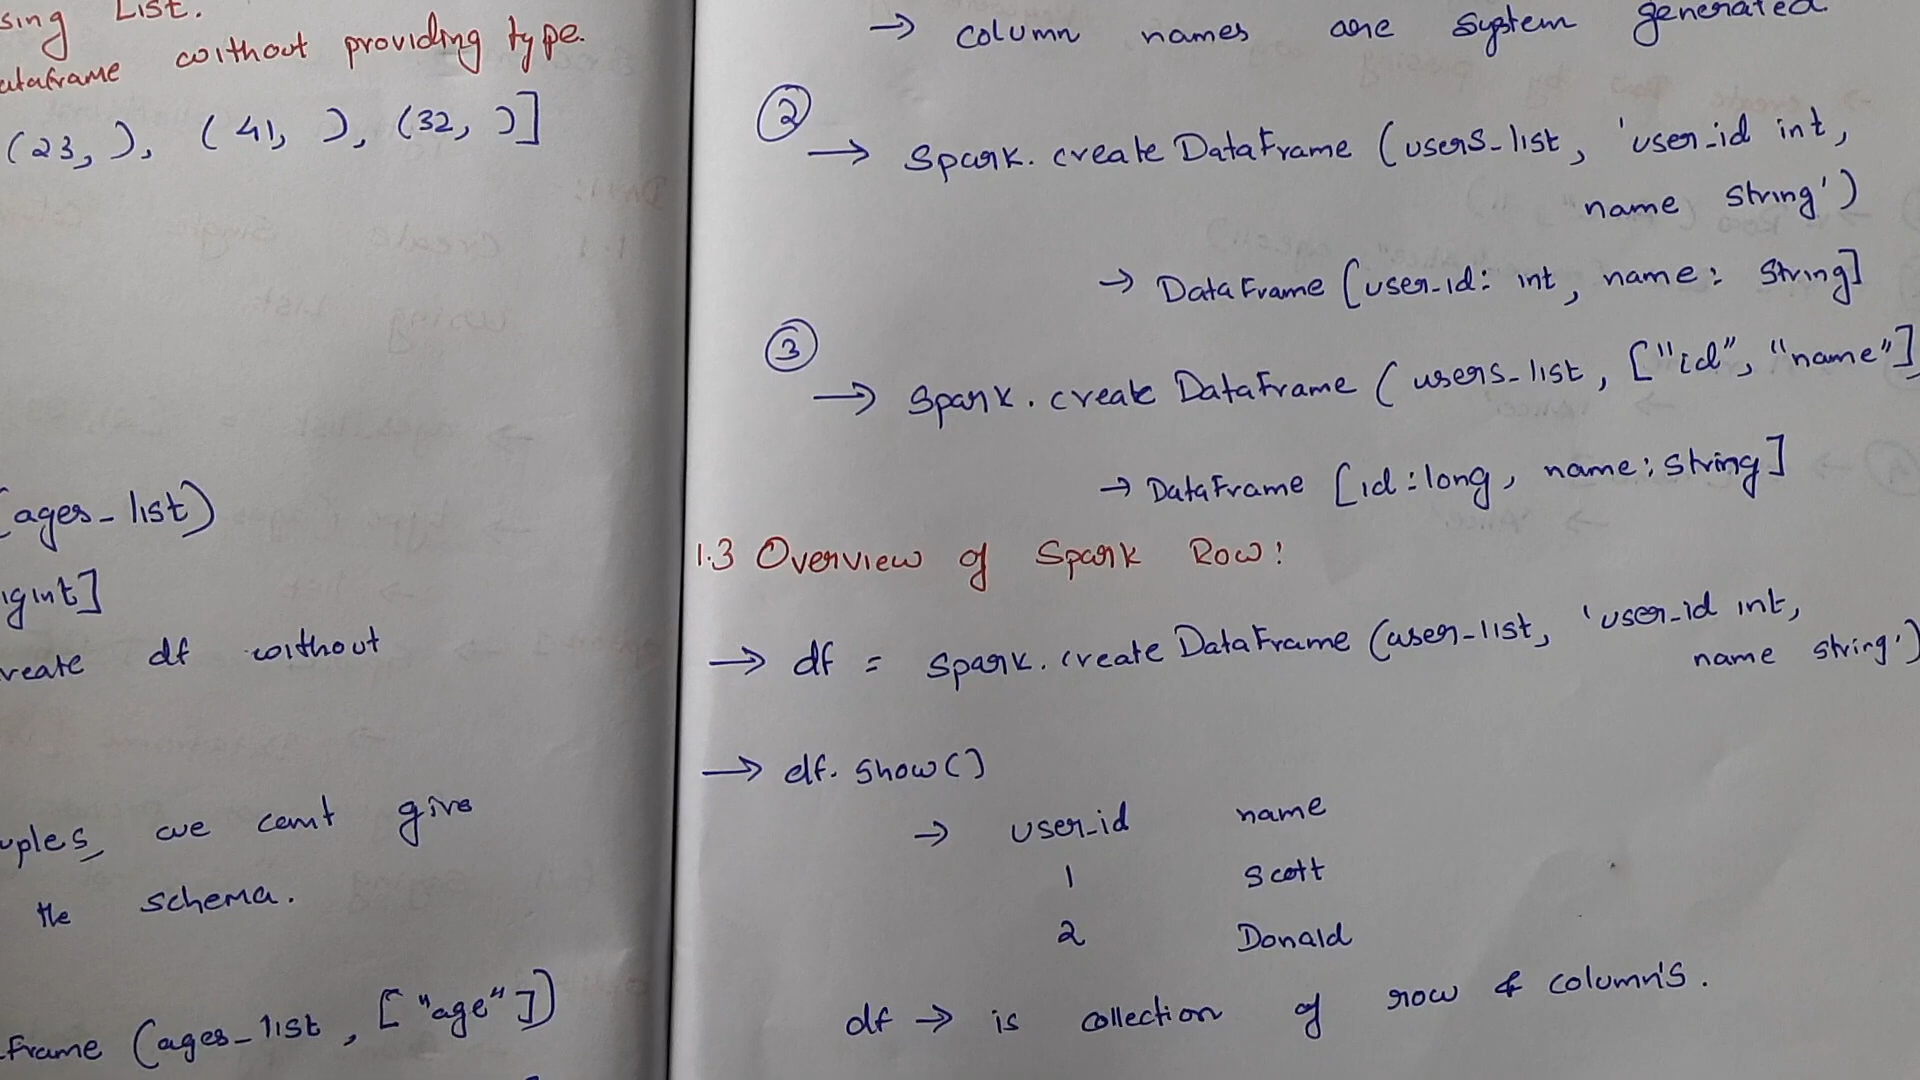 sing List.
ataframe without providing type.
(23, ), (41, ), (32, )]
(ages_list)
igint]
reate df without
uples, we can't give
the schema.
Frame (ages_list, ["age"])
→ column names are system generated.
②
→ Spark.createDataFrame (users_list, 'user_id int,
name string')
→ DataFrame [user_id: int, name: string]
③
→ Spark.createDataFrame (users_list, ["id", "name"]
→ DataFrame [id:long, name:string]
1.3 Overview of Spark Row:
→ df = spark.createDataFrame (user_list, 'user_id int,
name string')
→ df.show()
→ user_id name
1 Scott
2 Donald
df → is collection of row & column's.